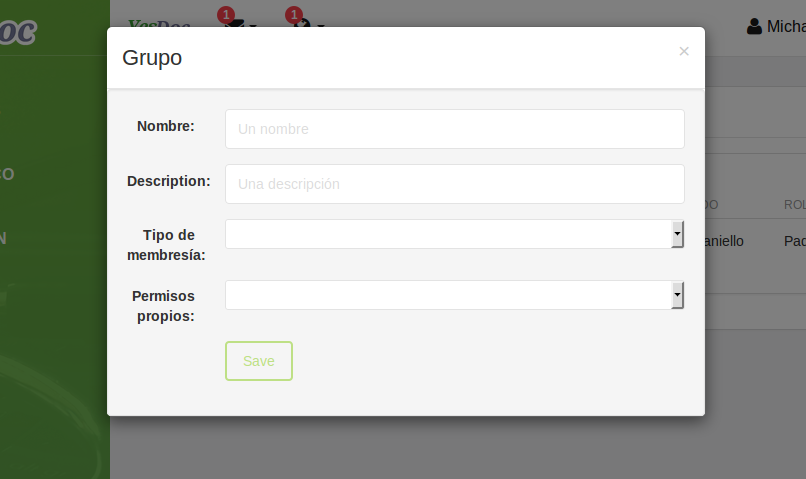 oc
YesDoc
1
1
Micha
Grupo
×
Nombre:
Un nombre
Description:
Una descripción
Tipo de
membresía:
Permisos
propios:
Save
CO
N
DO
ROL
aniello
Pad